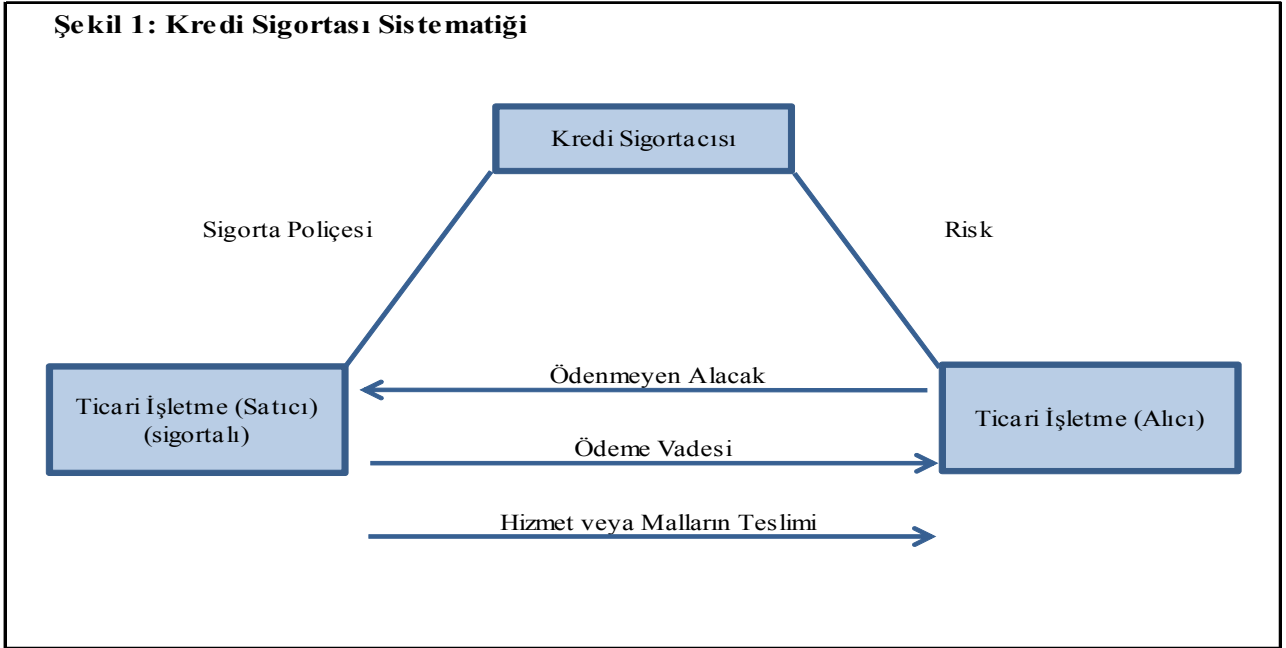 Şekil 1: Kredi Sigortası Sistematiği
Kredi Sigortacısı
Sigorta Poliçesi
Risk
Ödenmeyen Alacak
Ticari İşletme (Satıcı)
(sigortalı)
Ticari İşletme (Alıcı)
Ödeme Vadesi
Hizmet veya Malların Teslimi